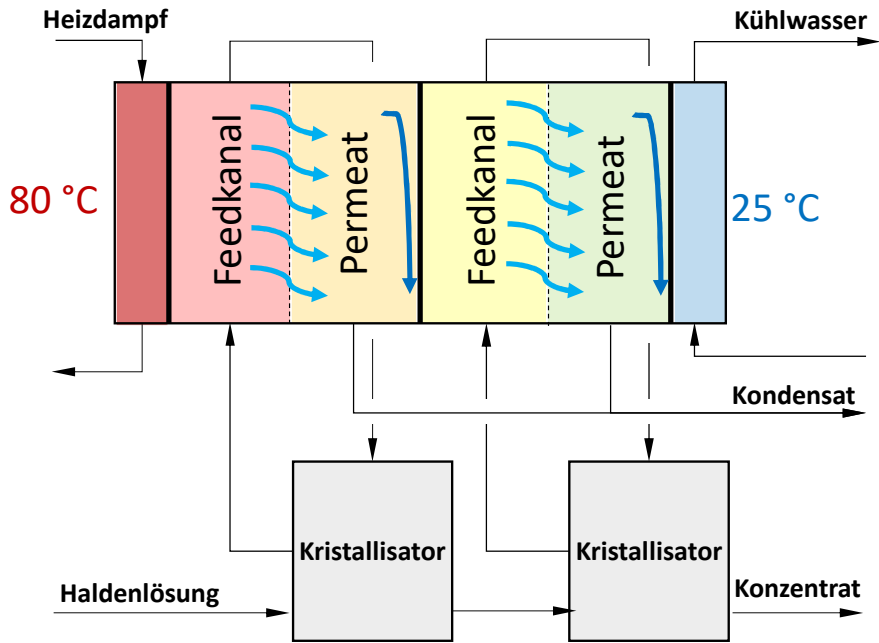 Heizdampf
Kühlwasser
80 °C
Feedkanal
Permeat
Feedkanal
Permeat
25 °C
Kondensat
Kristallisator
Kristallisator
Haldenlösung
Konzentrat